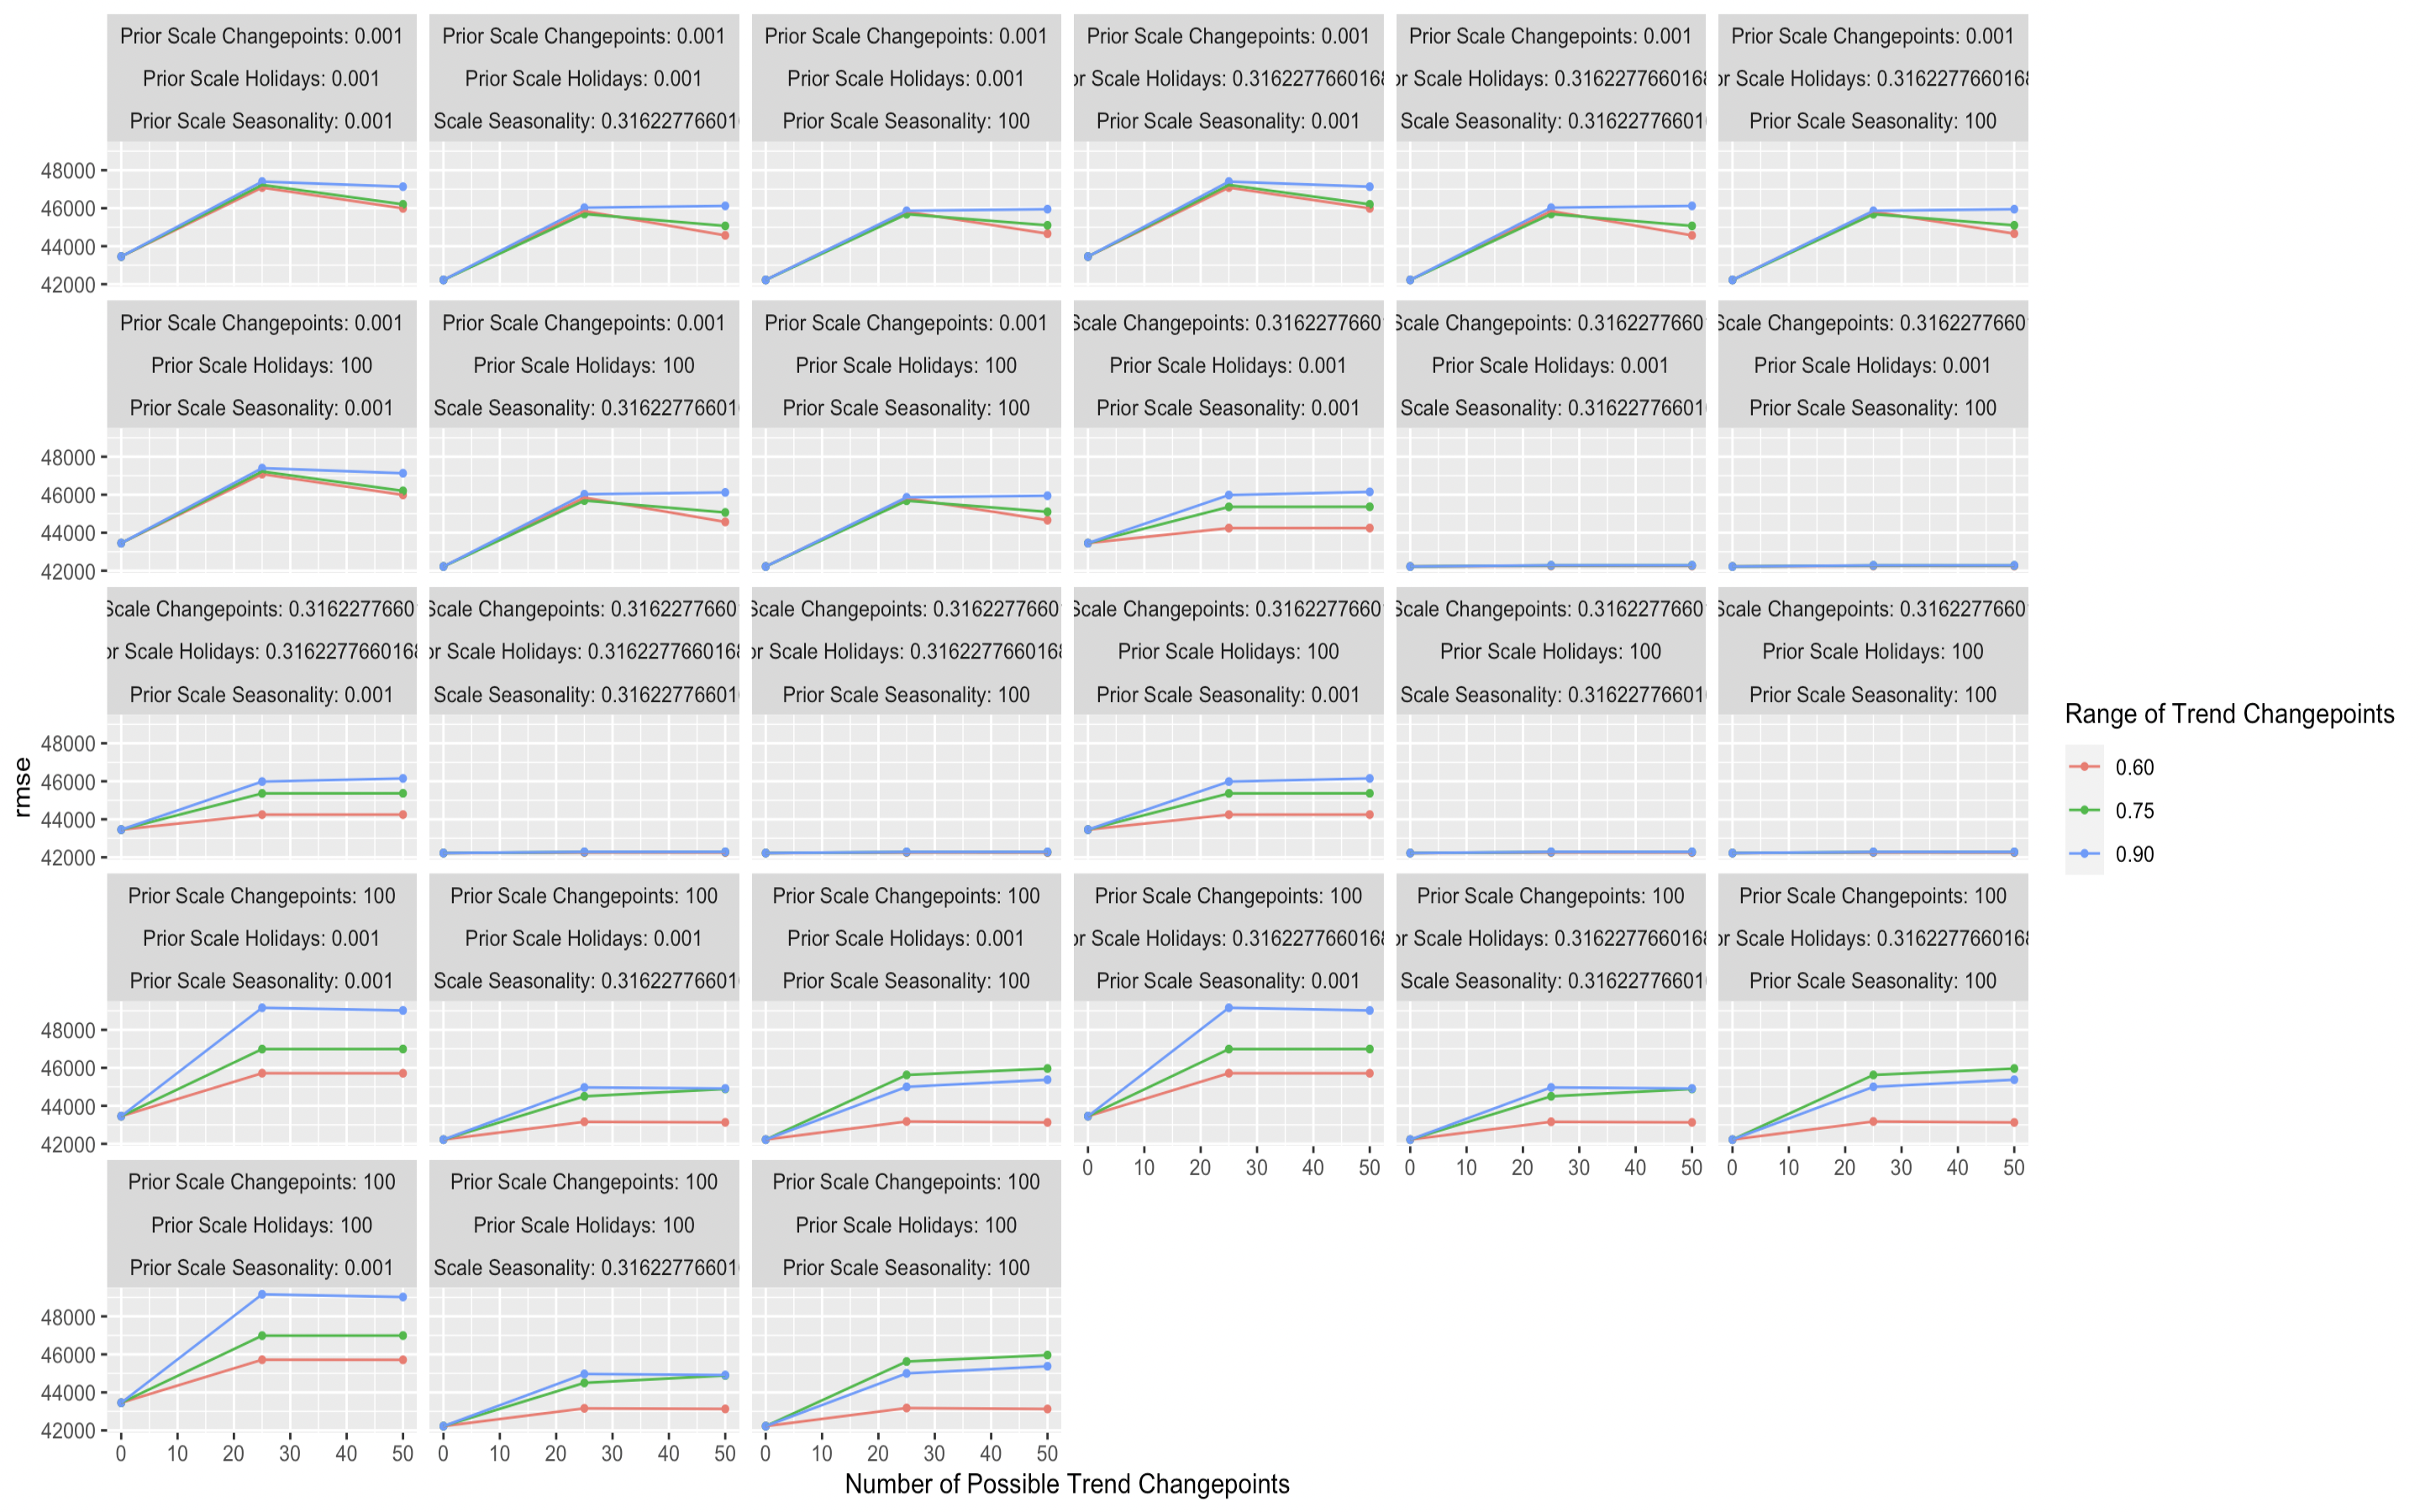 Prior Scale Changepoints: 0.001
Prior Scale Holidays: 0.001
Prior Scale Seasonality: 0.001
Prior Scale Changepoints: 0.001
Prior Scale Holidays: 0.001
Scale Seasonality: 0.31622776601
Prior Scale Changepoints: 0.001
Prior Scale Holidays: 0.001
Prior Scale Seasonality: 100
Prior Scale Changepoints: 0.001
or Scale Holidays: 0.316227766016
Prior Scale Seasonality: 0.001
Prior Scale Changepoints: 0.001
or Scale Holidays: 0.316227766016
Scale Seasonality: 0.31622776601
Prior Scale Changepoints: 0.001
or Scale Holidays: 0.316227766016
Prior Scale Seasonality: 100
48000
46000
44000
42000
Prior Scale Changepoints: 0.001
Prior Scale Holidays: 100
Prior Scale Seasonality: 0.001
Prior Scale Changepoints: 0.001
Prior Scale Holidays: 100
Scale Seasonality: 0.31622776601
Prior Scale Changepoints: 0.001
Prior Scale Holidays: 100
Prior Scale Seasonality: 100
Scale Changepoints: 0.3162277660
Prior Scale Holidays: 0.001
Prior Scale Seasonality: 0.001
Scale Changepoints: 0.3162277660
Prior Scale Holidays: 0.001
Scale Seasonality: 0.31622776601
Scale Changepoints: 0.3162277660
Prior Scale Holidays: 0.001
Prior Scale Seasonality: 100
48000
46000
44000
42000
Scale Changepoints: 0.3162277660
or Scale Holidays: 0.316227766016
Prior Scale Seasonality: 0.001
Scale Changepoints: 0.3162277660
or Scale Holidays: 0.316227766016
Scale Seasonality: 0.31622776601
Scale Changepoints: 0.3162277660
or Scale Holidays: 0.316227766016
Prior Scale Seasonality: 100
Scale Changepoints: 0.3162277660
Prior Scale Holidays: 100
Prior Scale Seasonality: 0.001
Scale Changepoints: 0.3162277660
Prior Scale Holidays: 100
Scale Seasonality: 0.31622776601
Scale Changepoints: 0.3162277660
Prior Scale Holidays: 100
Prior Scale Seasonality: 100
48000
46000
44000
42000
rmse
Prior Scale Changepoints: 100
Prior Scale Holidays: 0.001
Prior Scale Seasonality: 0.001
Prior Scale Changepoints: 100
Prior Scale Holidays: 0.001
Scale Seasonality: 0.31622776601
Prior Scale Changepoints: 100
Prior Scale Holidays: 0.001
Prior Scale Seasonality: 100
Prior Scale Changepoints: 100
or Scale Holidays: 0.316227766016
Prior Scale Seasonality: 0.001
Prior Scale Changepoints: 100
or Scale Holidays: 0.316227766016
Scale Seasonality: 0.31622776601
Prior Scale Changepoints: 100
or Scale Holidays: 0.316227766016
Prior Scale Seasonality: 100
48000
46000
44000
42000
0 10 20 30 40 50
0 10 20 30 40 50
0 10 20 30 40 50
Prior Scale Changepoints: 100
Prior Scale Holidays: 100
Prior Scale Seasonality: 0.001
Prior Scale Changepoints: 100
Prior Scale Holidays: 100
Scale Seasonality: 0.31622776601
Prior Scale Changepoints: 100
Prior Scale Holidays: 100
Prior Scale Seasonality: 100
48000
46000
44000
42000
0 10 20 30 40 50
0 10 20 30 40 50
0 10 20 30 40 50
Number of Possible Trend Changepoints
Range of Trend Changepoints
0.60
0.75
0.90